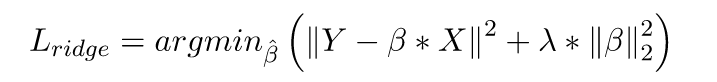 L_{ridge} = argmin_{\hat{\beta}} \left( \|Y - \beta * X\|^2 + \lambda * \|\beta\|_2^2 \right)